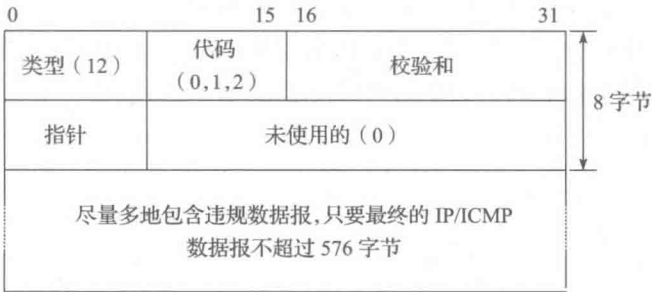 0 15 16 31
类型（12）
代码
（0,1,2）
校验和
8 字节
指针
未使用的（0）
尽量多地包含违规数据报,只要最终的 IP/ICMP
数据报不超过 576 字节